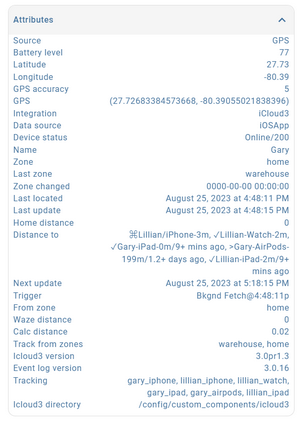 Attributes
Source GPS
Battery level 77
Latitude 27.73
Longitude -80.39
GPS accuracy 5
GPS (27.72683384573668, -80.39055021838396)
Integration iCloud3
Data source iOSApp
Device status Online/200
Name Gary
Zone home
Last zone warehouse
Zone changed 0000-00-00 00:00:00
Last located August 25, 2023 at 4:48:11 PM
Last update August 25, 2023 at 4:48:15 PM
Home distance 0
Distance to ⌘Lillian/iPhone-3m, ✓Lillian-Watch-2m,
✓Gary-iPad-0m/9+ mins ago, >Gary-AirPods-
199m/1.2+ days ago, ✓Lillian-iPad-2m/9+
mins ago
Next update August 25, 2023 at 5:18:15 PM
Trigger Bkgnd Fetch@4:48:11p
From zone home
Waze distance 0
Calc distance 0.02
Track from zones warehouse, home
Icloud3 version 3.0pr1.3
Event log version 3.0.16
Tracking gary_iphone, lillian_iphone, lillian_watch,
gary_ipad, gary_airpods, lillian_ipad
Icloud3 directory /config/custom_components/icloud3